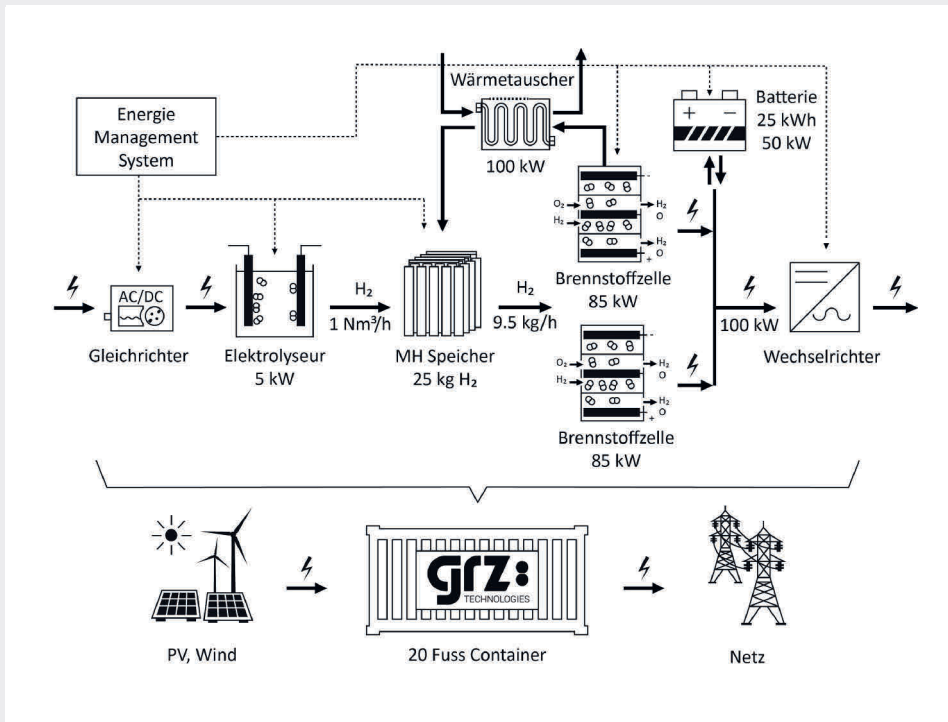 Energie
Management
System
Wärmetauscher
100 kW
+ −
Batterie
25 kWh
50 kW
O₂
H₂
H₂
O
H₂
O
-
+
Brennstoffzelle
85 kW
AC/DC
Gleichrichter
Elektrolyseur
5 kW
H₂
1 Nm³/h
MH Speicher
25 kg H₂
H₂
9.5 kg/h
O₂
H₂
H₂
O
H₂
O
-
+
Brennstoffzelle
85 kW
100 kW
Wechselrichter
PV, Wind
grz:
TECHNOLOGIES
20 Fuss Container
Netz